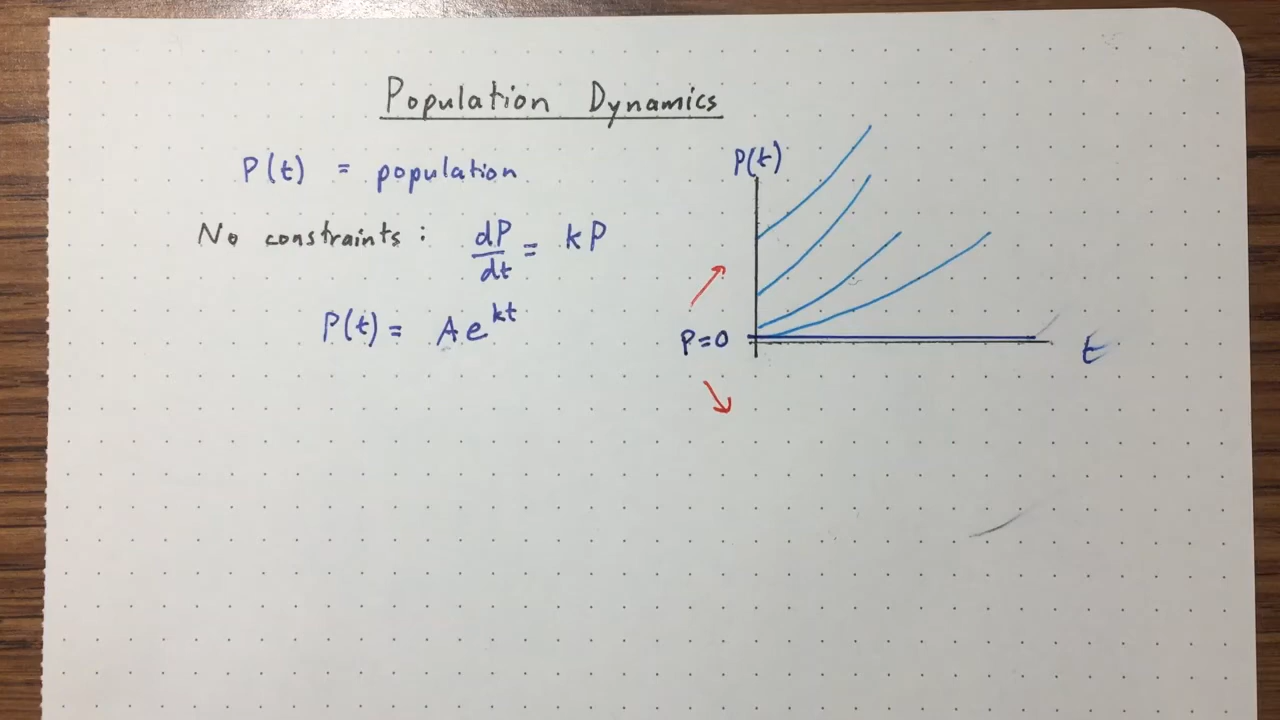 Population Dynamics
P(t) = population
No constraints: dP/dt = kP
P(t) = Ae^kt
P(t)
P=0
t